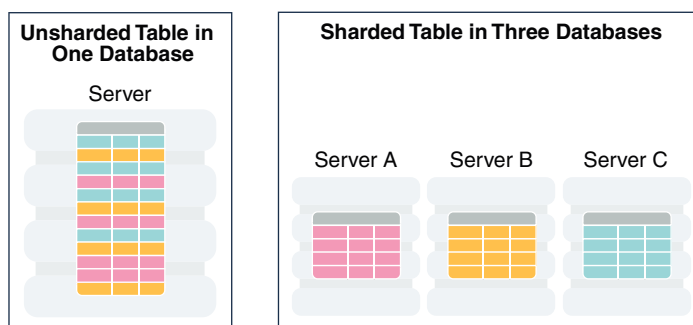 Unsharded Table in
One Database
Server
Sharded Table in Three Databases
Server A
Server B
Server C